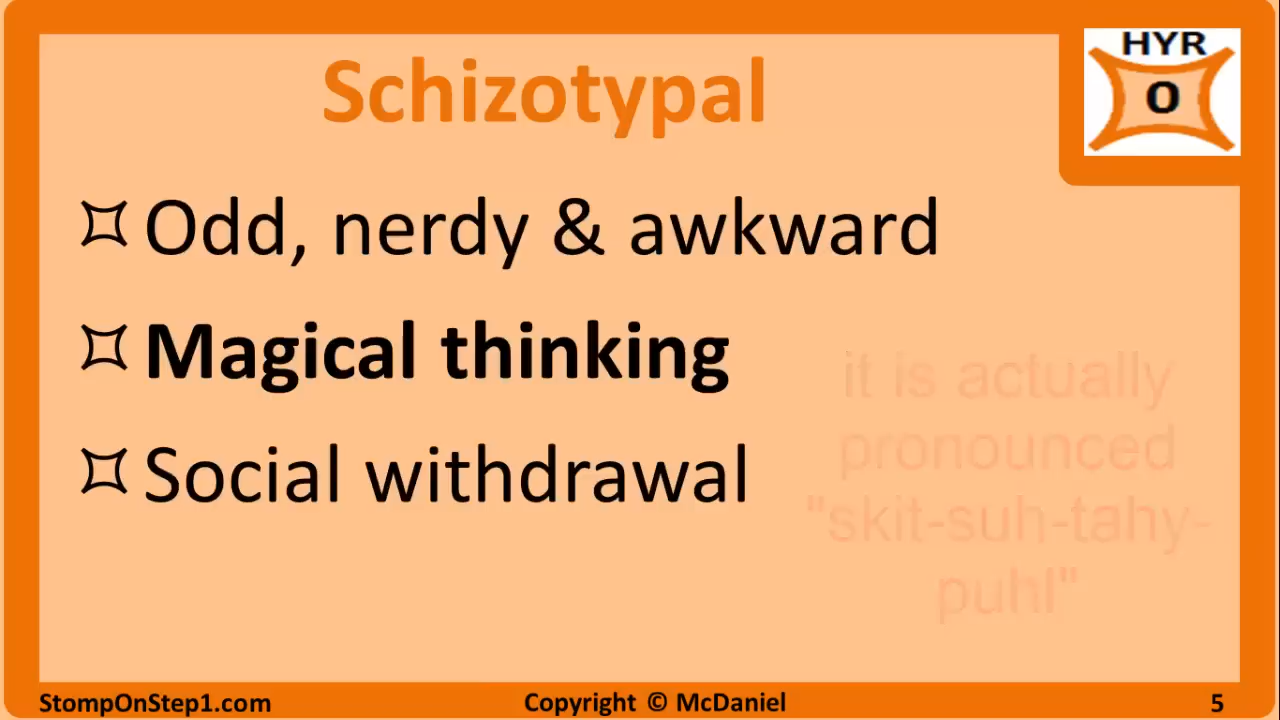 HYR
O
Schizotypal
Odd, nerdy & awkward
Magical thinking
Social withdrawal
it is actually
pronounced
"skit-suh-tahy-
puhl"
StompOnStep1.com
Copyright © McDaniel
5